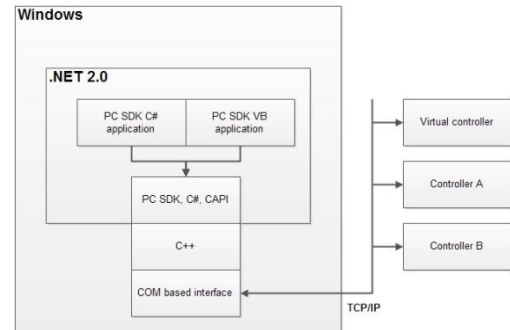 Windows
.NET 2.0
PC SDK C#
application
PC SDK VB
application
PC SDK, C#, CAPI
C++
COM based interface
Virtual controller
Controller A
Controller B
TCP/IP